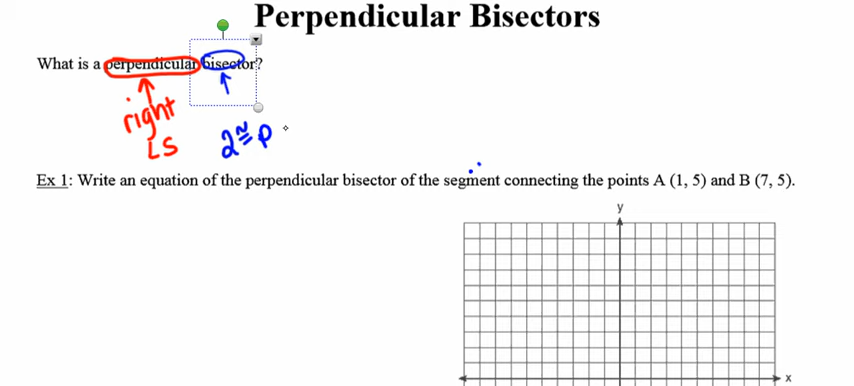 Perpendicular Bisectors
What is a perpendicular bisector?
right
∠S
2 ≅ p
Ex 1: Write an equation of the perpendicular bisector of the segment connecting the points A (1, 5) and B (7, 5).
y
x